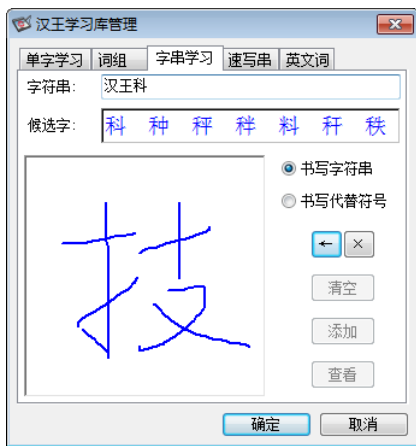 汉王学习库管理
单字学习 词组 字串学习 速写串 英文词
字符串: 汉王科
候选字: 科 种 秤 秚 料 秆 秩
技
书写字符串
书写代替符号
← ×
清空
添加
查看
确定 取消